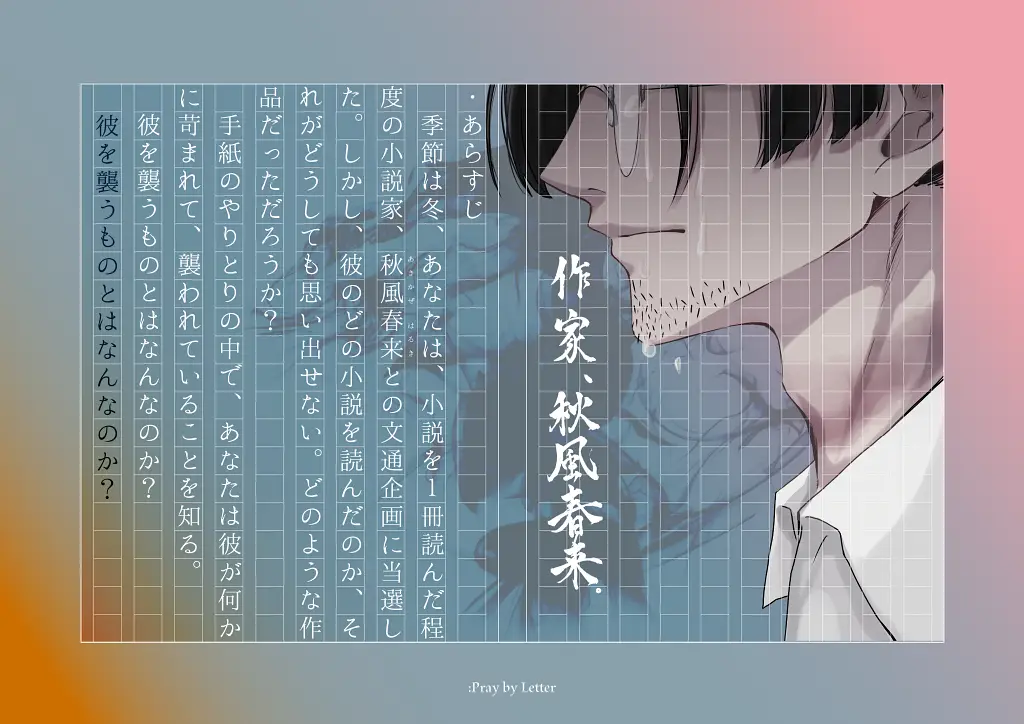 作家、秋風春来。
・あらすじ
季節は冬、あなたは、小説を1冊読んだ程
あきかぜ はるき
度の小説家、秋風春来との文通企画に当選し
た。しかし、彼のどの小説を読んだのか、そ
れがどうしても思い出せない。どのような作
品だっただろうか？
手紙のやりとりの中で、あなたは彼が何か
に苛まれて、襲われていることを知る。
彼を襲うものとはなんなのか？
彼を襲うものとはなんなのか？
:Pray by Letter